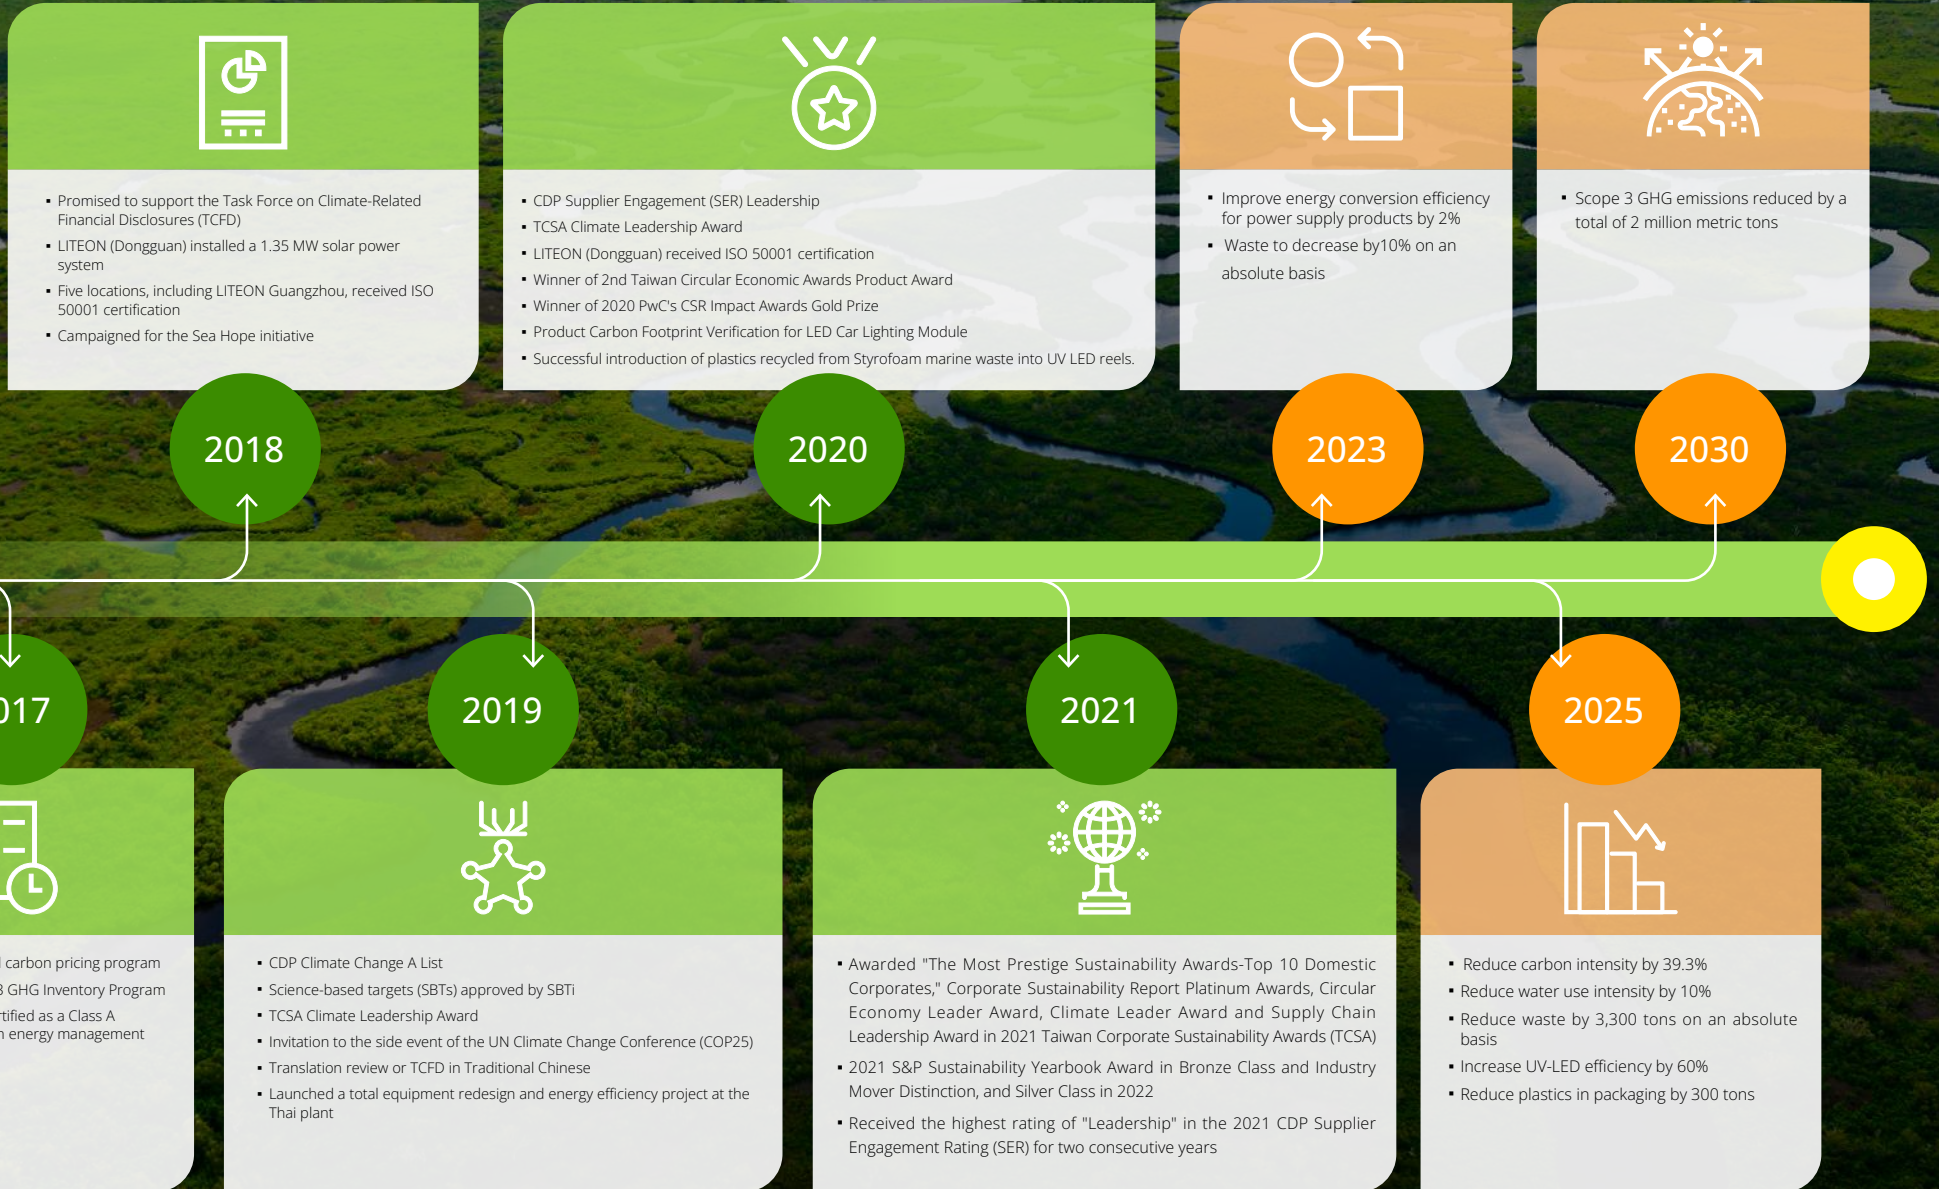 ▪ Promised to support the Task Force on Climate-Related
Financial Disclosures (TCFD)
▪ LITEON (Dongguan) installed a 1.35 MW solar power
system
▪ Five locations, including LITEON Guangzhou, received ISO
50001 certification
▪ Campaigned for the Sea Hope initiative
2018
▪ CDP Supplier Engagement (SER) Leadership
▪ TCSA Climate Leadership Award
▪ LITEON (Dongguan) received ISO 50001 certification
▪ Winner of 2nd Taiwan Circular Economic Awards Product Award
▪ Winner of 2020 PwC's CSR Impact Awards Gold Prize
▪ Product Carbon Footprint Verification for LED Car Lighting Module
▪ Successful introduction of plastics recycled from Styrofoam marine waste into UV LED reels.
2020
▪ Improve energy conversion efficiency
for power supply products by 2%
▪ Waste to decrease by10% on an
absolute basis
2023
▪ Scope 3 GHG emissions reduced by a
total of 2 million metric tons
2030
017
carbon pricing program
3 GHG Inventory Program
rtified as a Class A
energy management
2019
▪ CDP Climate Change A List
▪ Science-based targets (SBTs) approved by SBTi
▪ TCSA Climate Leadership Award
▪ Invitation to the side event of the UN Climate Change Conference (COP25)
▪ Translation review or TCFD in Traditional Chinese
▪ Launched a total equipment redesign and energy efficiency project at the
Thai plant
2021
▪ Awarded "The Most Prestige Sustainability Awards-Top 10 Domestic
Corporates," Corporate Sustainability Report Platinum Awards, Circular
Economy Leader Award, Climate Leader Award and Supply Chain
Leadership Award in 2021 Taiwan Corporate Sustainability Awards (TCSA)
▪ 2021 S&P Sustainability Yearbook Award in Bronze Class and Industry
Mover Distinction, and Silver Class in 2022
▪ Received the highest rating of "Leadership" in the 2021 CDP Supplier
Engagement Rating (SER) for two consecutive years
2025
▪ Reduce carbon intensity by 39.3%
▪ Reduce water use intensity by 10%
▪ Reduce waste by 3,300 tons on an absolute
basis
▪ Increase UV-LED efficiency by 60%
▪ Reduce plastics in packaging by 300 tons